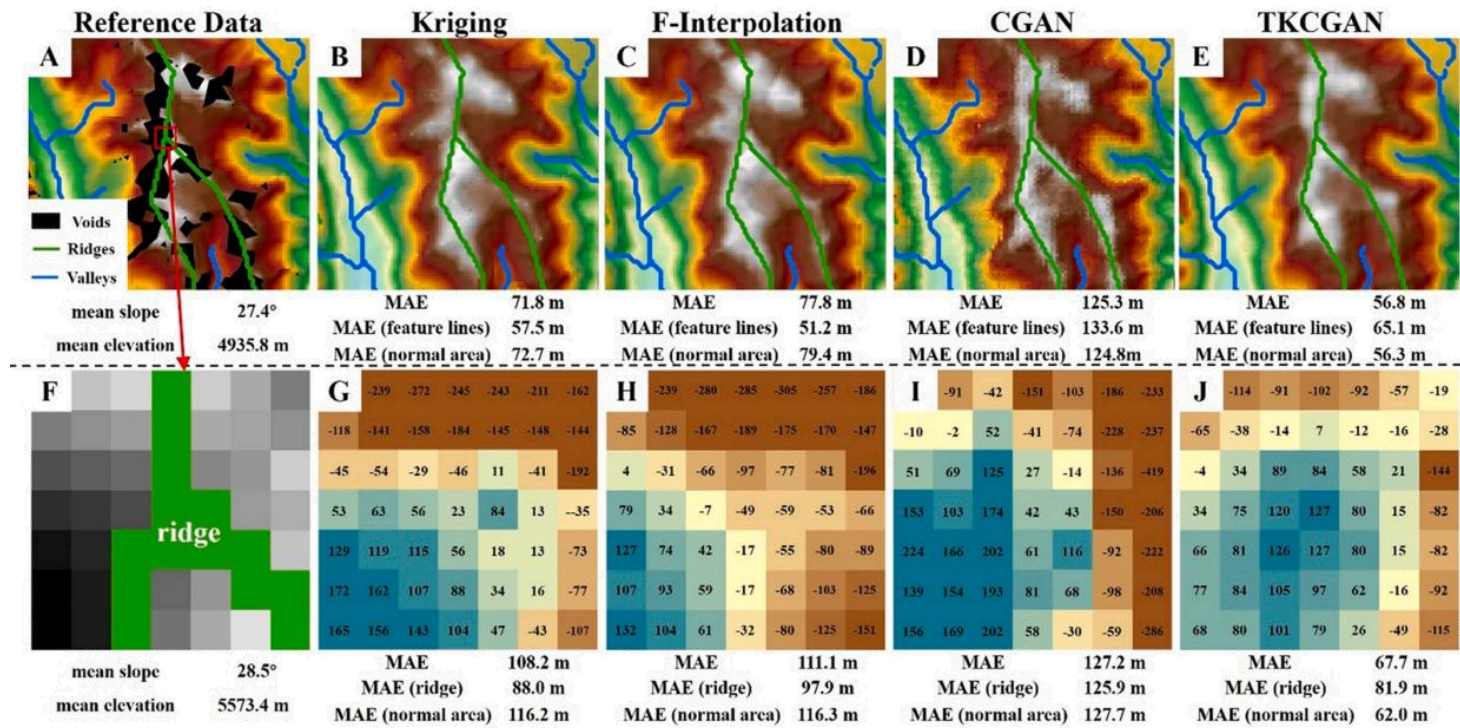 Reference Data Kriging F-Interpolation CGAN TKCGAN
A B C D E
Voids
Ridges
Valleys
mean slope 27.4°
mean elevation 4935.8 m
MAE 71.8 m
MAE (feature lines) 57.5 m
MAE (normal area) 72.7 m
MAE 77.8 m
MAE (feature lines) 51.2 m
MAE (normal area) 79.4 m
MAE 125.3 m
MAE (feature lines) 133.6 m
MAE (normal area) 124.8m
MAE 56.8 m
MAE (feature lines) 65.1 m
MAE (normal area) 56.3 m
F
ridge
mean slope 28.5°
mean elevation 5573.4 m
G -239 -272 -245 -243 -211 -162
-118 -141 -158 -184 -145 -148 -144
-45 -54 -29 -46 11 -41 -192
53 63 56 23 84 13 --35
129 119 115 56 18 13 -73
172 162 107 88 34 16 -77
165 156 143 104 47 -43 -107
MAE 108.2 m
MAE (ridge) 88.0 m
MAE (normal area) 116.2 m
H -239 -280 -285 -305 -257 -186
-85 -128 -167 -189 -175 -170 -147
4 -31 -66 -97 -77 -81 -196
79 34 -7 -49 -59 -53 -66
127 74 42 -17 -55 -80 -89
107 93 59 -17 -68 -103 -125
132 104 61 -32 -80 -125 -151
MAE 111.1 m
MAE (ridge) 97.9 m
MAE (normal area) 116.3 m
I -91 -42 -151 -103 -186 -233
-10 -2 52 -41 -74 -228 -237
51 69 125 27 -14 -136 -419
153 103 174 42 43 -150 -206
224 166 202 61 116 -92 -222
139 154 193 81 68 -98 -208
156 169 202 58 -30 -59 -286
MAE 127.2 m
MAE (ridge) 125.9 m
MAE (normal area) 127.7 m
J -114 -91 -102 -92 -57 -19
-65 -38 -14 7 -12 -16 -28
-4 34 89 84 58 21 -144
34 75 120 127 80 15 -82
66 81 126 127 80 15 -82
77 84 105 97 62 -16 -92
68 80 101 79 26 -49 -115
MAE 67.7 m
MAE (ridge) 81.9 m
MAE (normal area) 62.0 m